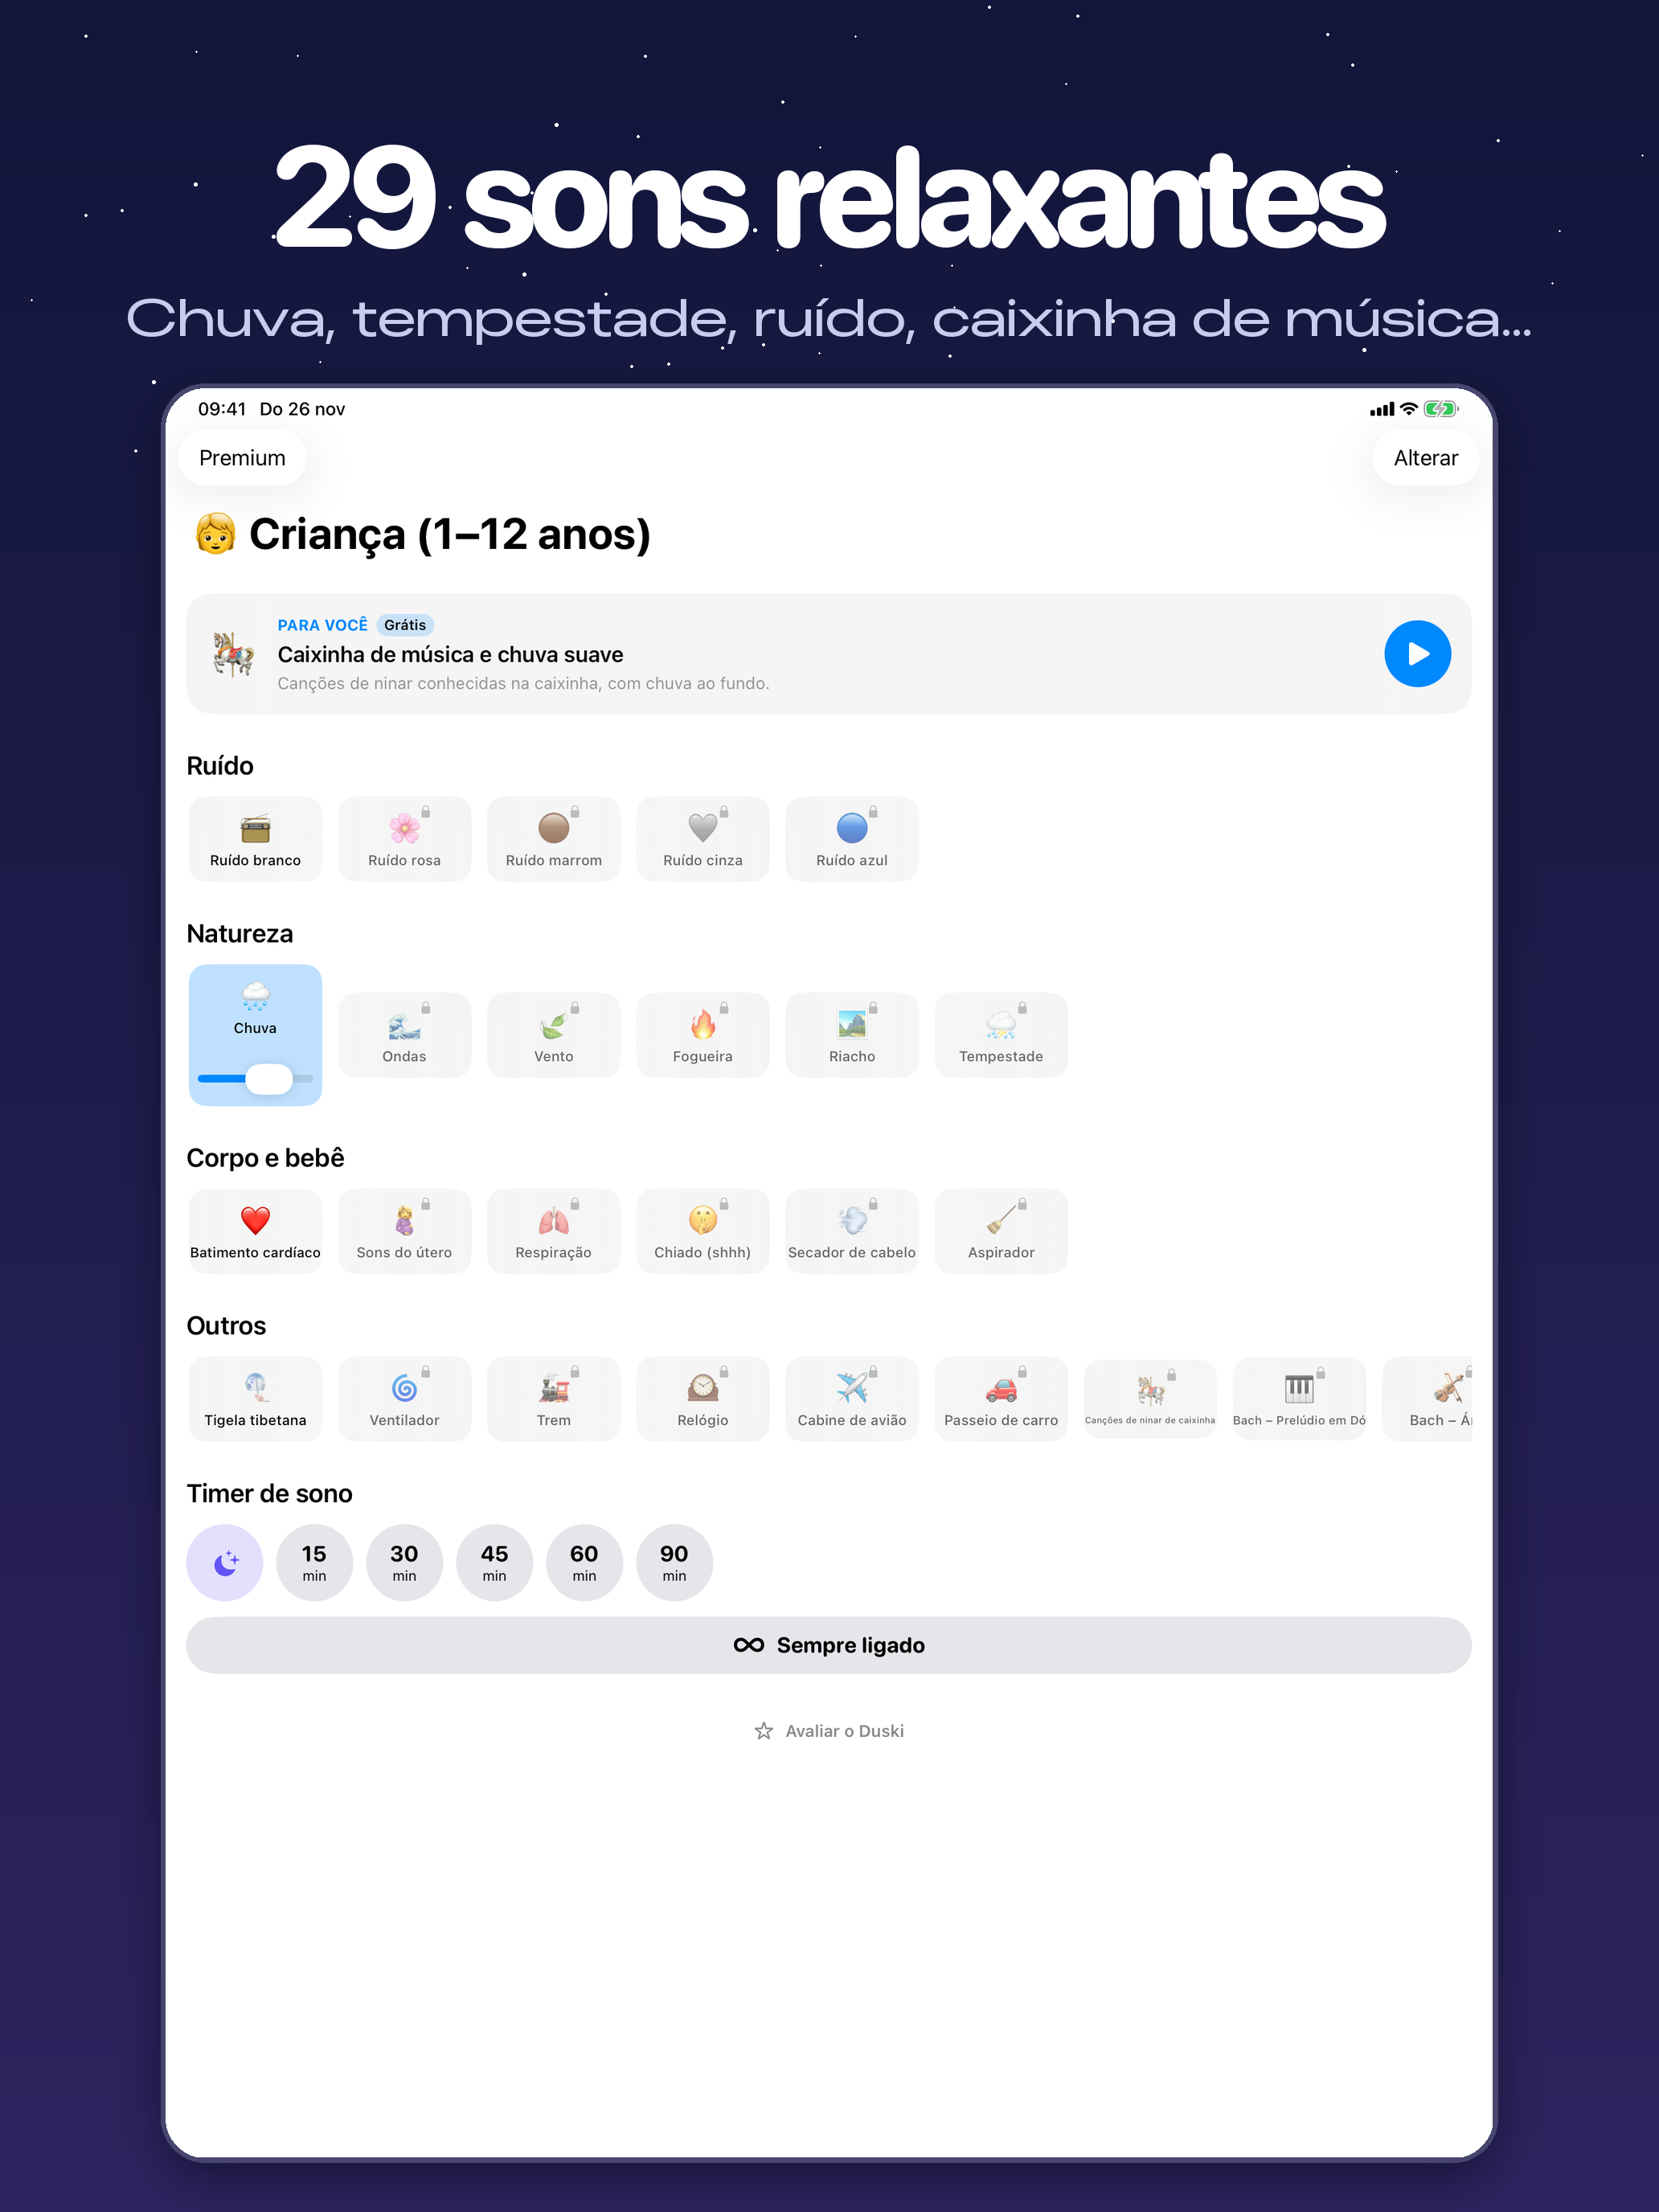 29 sons relaxantes
Chuva, tempestade, ruído, caixinha de música...
09:41 Do 26 nov
Premium
Alterar
Criança (1–12 anos)
PARA VOCÊ Grátis
Caixinha de música e chuva suave
Canções de ninar conhecidas na caixinha, com chuva ao fundo.
Ruído
Ruído branco
Ruído rosa
Ruído marrom
Ruído cinza
Ruído azul
Natureza
Chuva
Ondas
Vento
Fogueira
Riacho
Tempestade
Corpo e bebê
Batimento cardíaco
Sons do útero
Respiração
Chiado (shhh)
Secador de cabelo
Aspirador
Outros
Tigela tibetana
Ventilador
Trem
Relógio
Cabine de avião
Passeio de carro
Canções de ninar de caixinha
Bach – Prelúdio em Dó
Bach –
Timer de sono
15 min
30 min
45 min
60 min
90 min
Sempre ligado
Avaliar o Duski